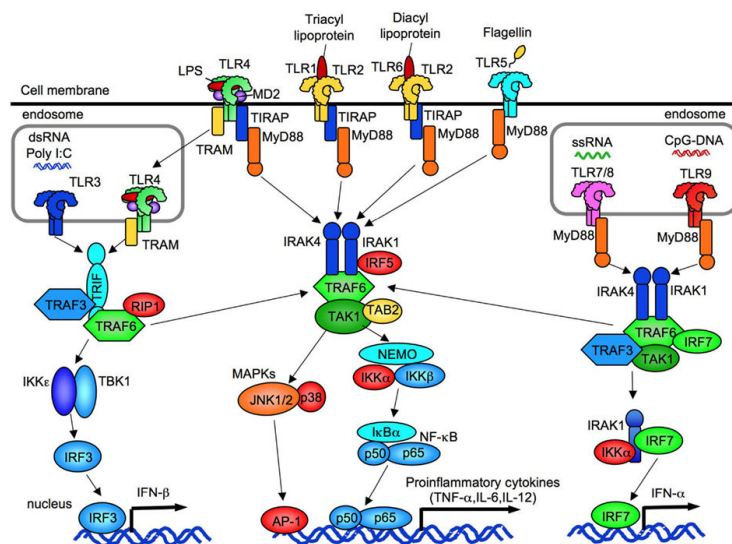 Triacyl lipoprotein
Diacyl lipoprotein
Flagellin
LPS
TLR4
MD2
TLR1
TLR2
TLR6
TLR2
TLR5
Cell membrane
endosome
TRAM
TIRAP
MyD88
TIRAP
MyD88
TIRAP
MyD88
MyD88
endosome
dsRNA
Poly I:C
TLR3
TLR4
TRAM
ssRNA
TLR7/8
CpG-DNA
TLR9
MyD88
MyD88
TRIF
TRAF3
RIP1
TRAF6
IRAK4
IRAK1
IRF5
TRAF6
TAK1
TAB2
IRAK4
IRAK1
TRAF6
TRAF3
TAK1
IRF7
IKKε
TBK1
MAPKs
JNK1/2
p38
NEMO
IKKα
IKKβ
IκBα
NF-κB
p50
p65
IRAK1
IKKα
IRF7
IRF3
nucleus
IRF3
IFN-β
AP-1
p50
p65
Proinflammatory cytokines
(TNF-α,IL-6,IL-12)
IRF7
IFN-α